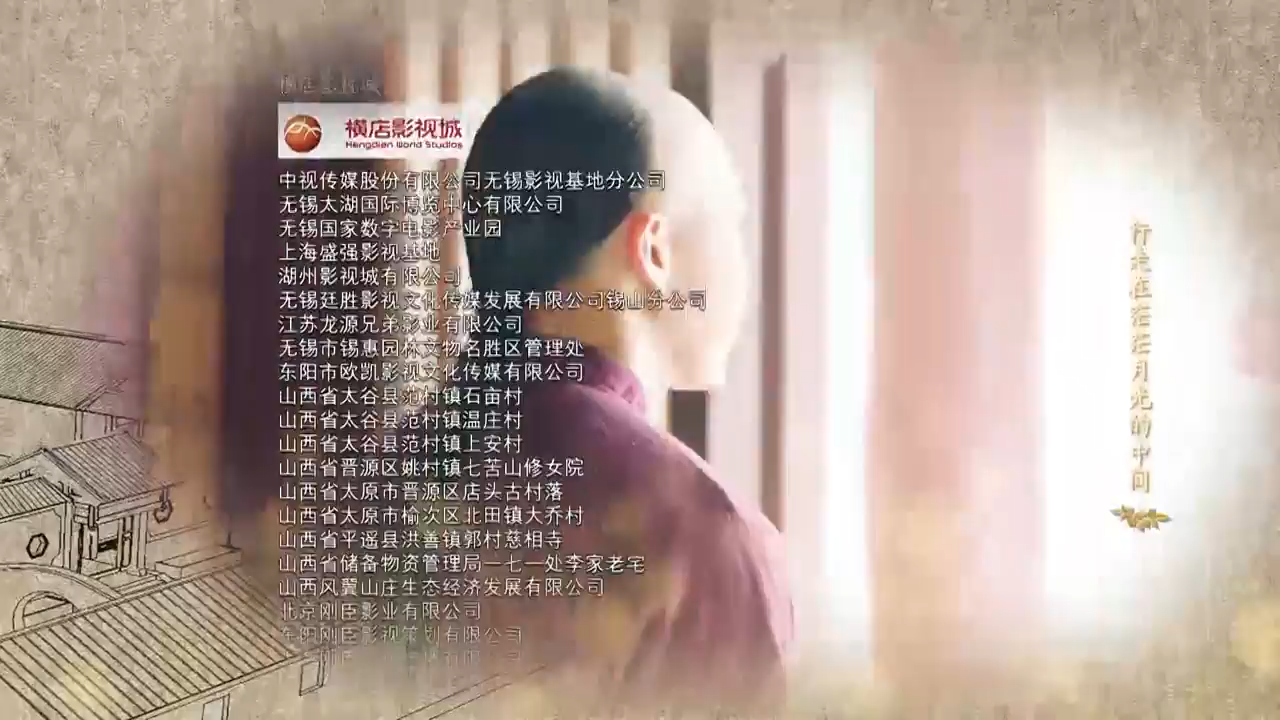 横店影视城
横店影视城
Hengdian World Studios
中视传媒股份有限公司无锡影视基地分公司
无锡太湖国际博览中心有限公司
无锡国家数字电影产业园
上海盛强影视基地
湖州影视城有限公司
无锡廷胜影视文化传媒发展有限公司锡山分公司
江苏龙源兄弟影业有限公司
无锡市锡惠园林文物名胜区管理处
东阳市欧凯影视文化传媒有限公司
山西省太谷县范村镇石亩村
山西省太谷县范村镇温庄村
山西省太谷县范村镇上安村
山西省晋源区姚村镇七苦山修女院
山西省太原市晋源区店头古村落
山西省太原市榆次区北田镇大乔村
山西省平遥县洪善镇郭村慈相寺
山西省储备物资管理局一七一处李家老宅
山西风翼山庄生态经济发展有限公司
北京刚臣影业有限公司
东阳刚臣影视策划有限公司
行走在茫茫月光的中间